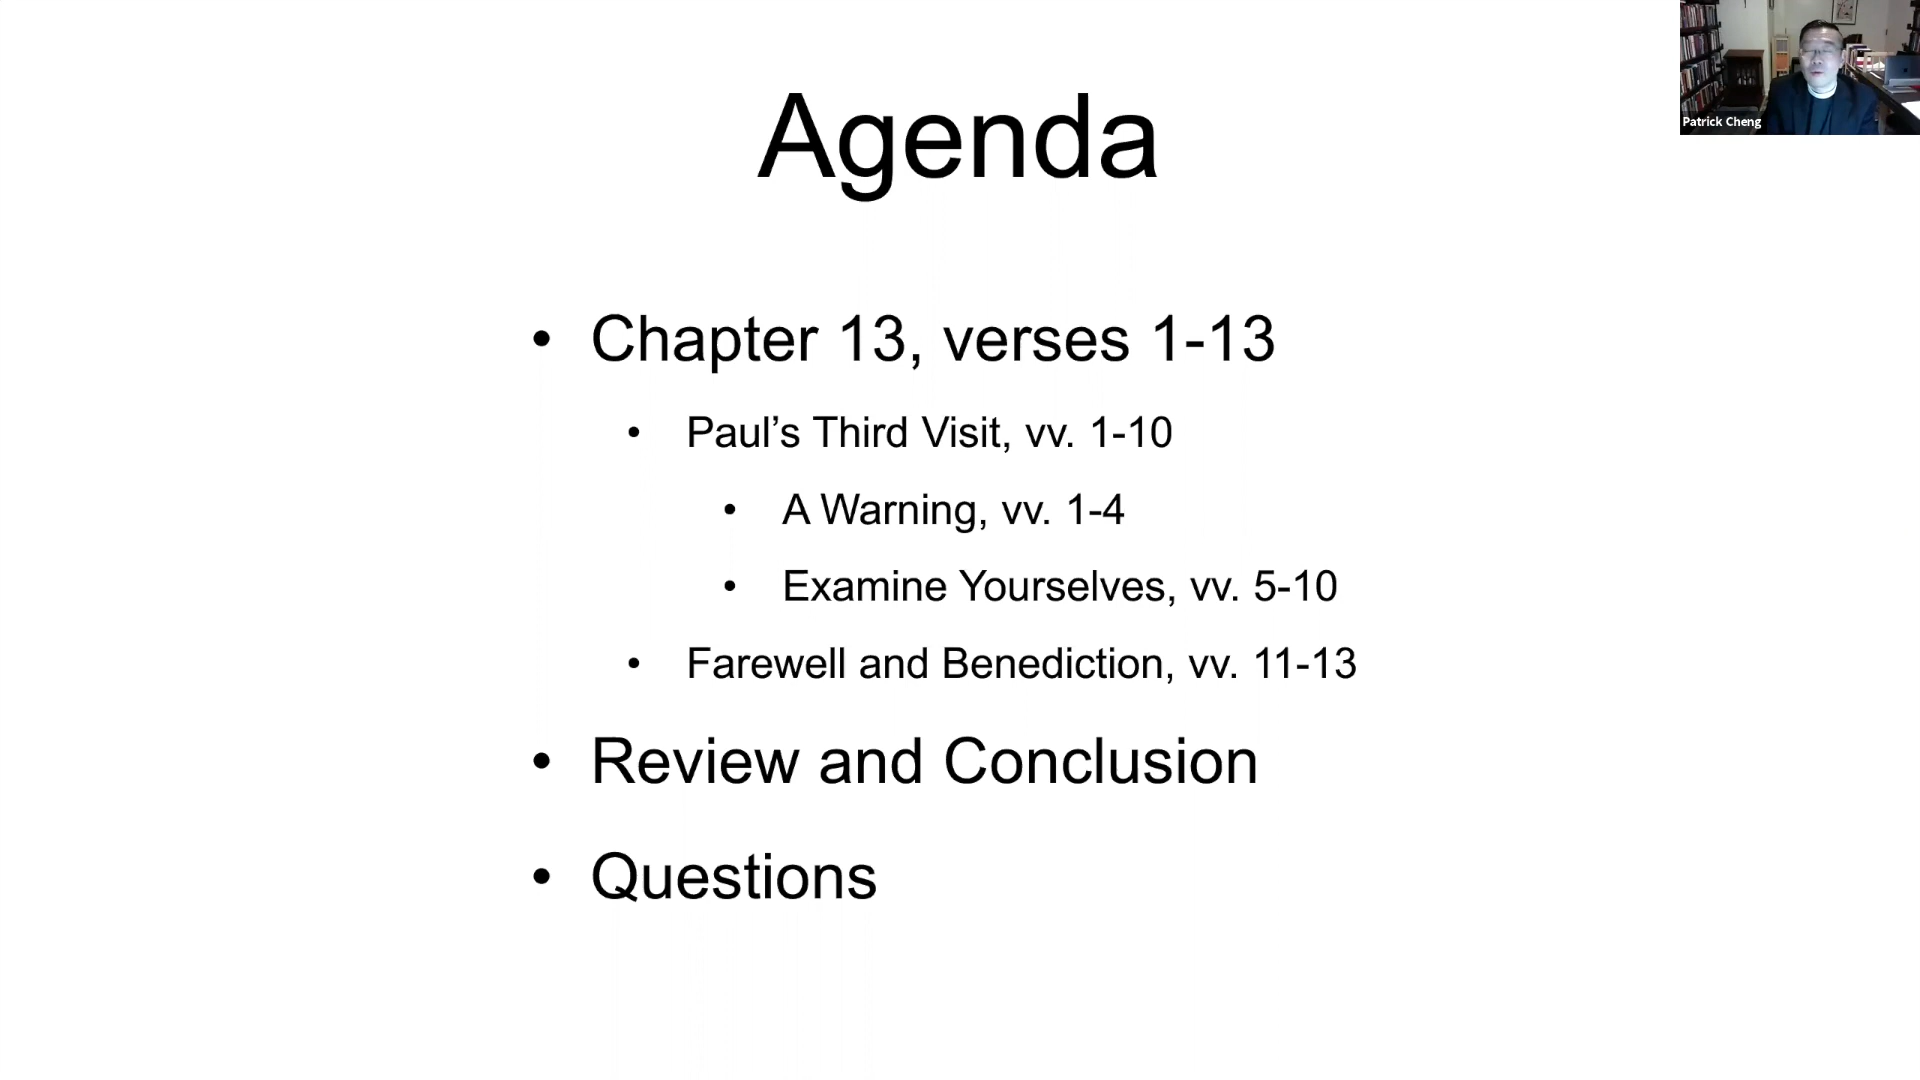 Agenda
Patrick Cheng
• Chapter 13, verses 1-13
• Paul’s Third Visit, vv. 1-10
• A Warning, vv. 1-4
• Examine Yourselves, vv. 5-10
• Farewell and Benediction, vv. 11-13
• Review and Conclusion
• Questions